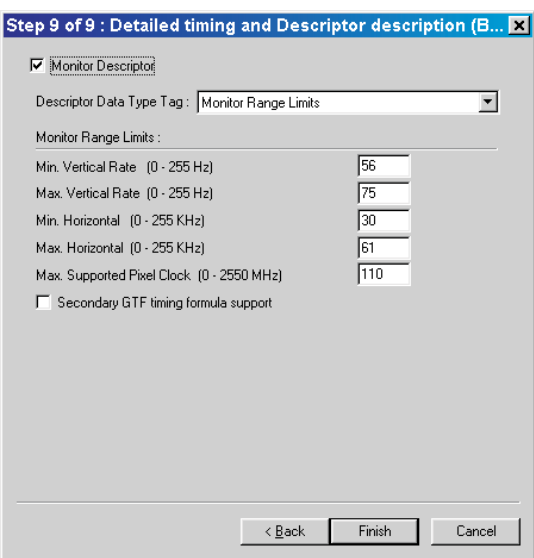 Step 9 of 9 : Detailed timing and Descriptor description (B...
Monitor Descriptor
Descriptor Data Type Tag : Monitor Range Limits
Monitor Range Limits :
Min. Vertical Rate (0 - 255 Hz) 56
Max. Vertical Rate (0 - 255 Hz) 75
Min. Horizontal (0 - 255 KHz) 30
Max. Horizontal (0 - 255 KHz) 61
Max. Supported Pixel Clock (0 - 2550 MHz) 110
Secondary GTF timing formula support
< Back Finish Cancel